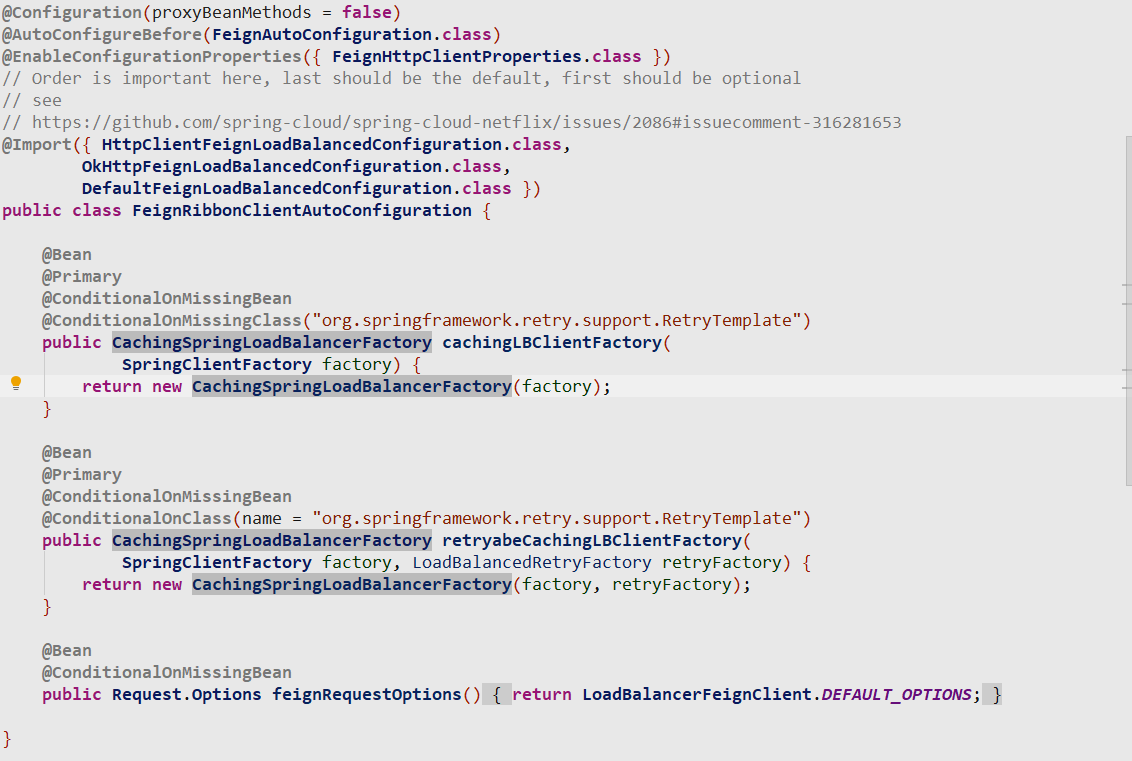 @Configuration(proxyBeanMethods = false)
@AutoConfigureBefore(FeignAutoConfiguration.class)
@EnableConfigurationProperties({ FeignHttpClientProperties.class })
// Order is important here, last should be the default, first should be optional
// see
// https://github.com/spring-cloud/spring-cloud-netflix/issues/2086#issuecomment-316281653
@Import({ HttpClientFeignLoadBalancedConfiguration.class,
        OkHttpFeignLoadBalancedConfiguration.class,
        DefaultFeignLoadBalancedConfiguration.class })
public class FeignRibbonClientAutoConfiguration {
    @Bean
    @Primary
    @ConditionalOnMissingBean
    @ConditionalOnMissingClass("org.springframework.retry.support.RetryTemplate")
    public CachingSpringLoadBalancerFactory cachingLBClientFactory(
            SpringClientFactory factory) {
        return new CachingSpringLoadBalancerFactory(factory);
    }
    @Bean
    @Primary
    @ConditionalOnMissingBean
    @ConditionalOnClass(name = "org.springframework.retry.support.RetryTemplate")
    public CachingSpringLoadBalancerFactory retryabeCachingLBClientFactory(
            SpringClientFactory factory, LoadBalancedRetryFactory retryFactory) {
        return new CachingSpringLoadBalancerFactory(factory, retryFactory);
    }
    @Bean
    @ConditionalOnMissingBean
    public Request.Options feignRequestOptions() { return LoadBalancerFeignClient.DEFAULT_OPTIONS; }
}